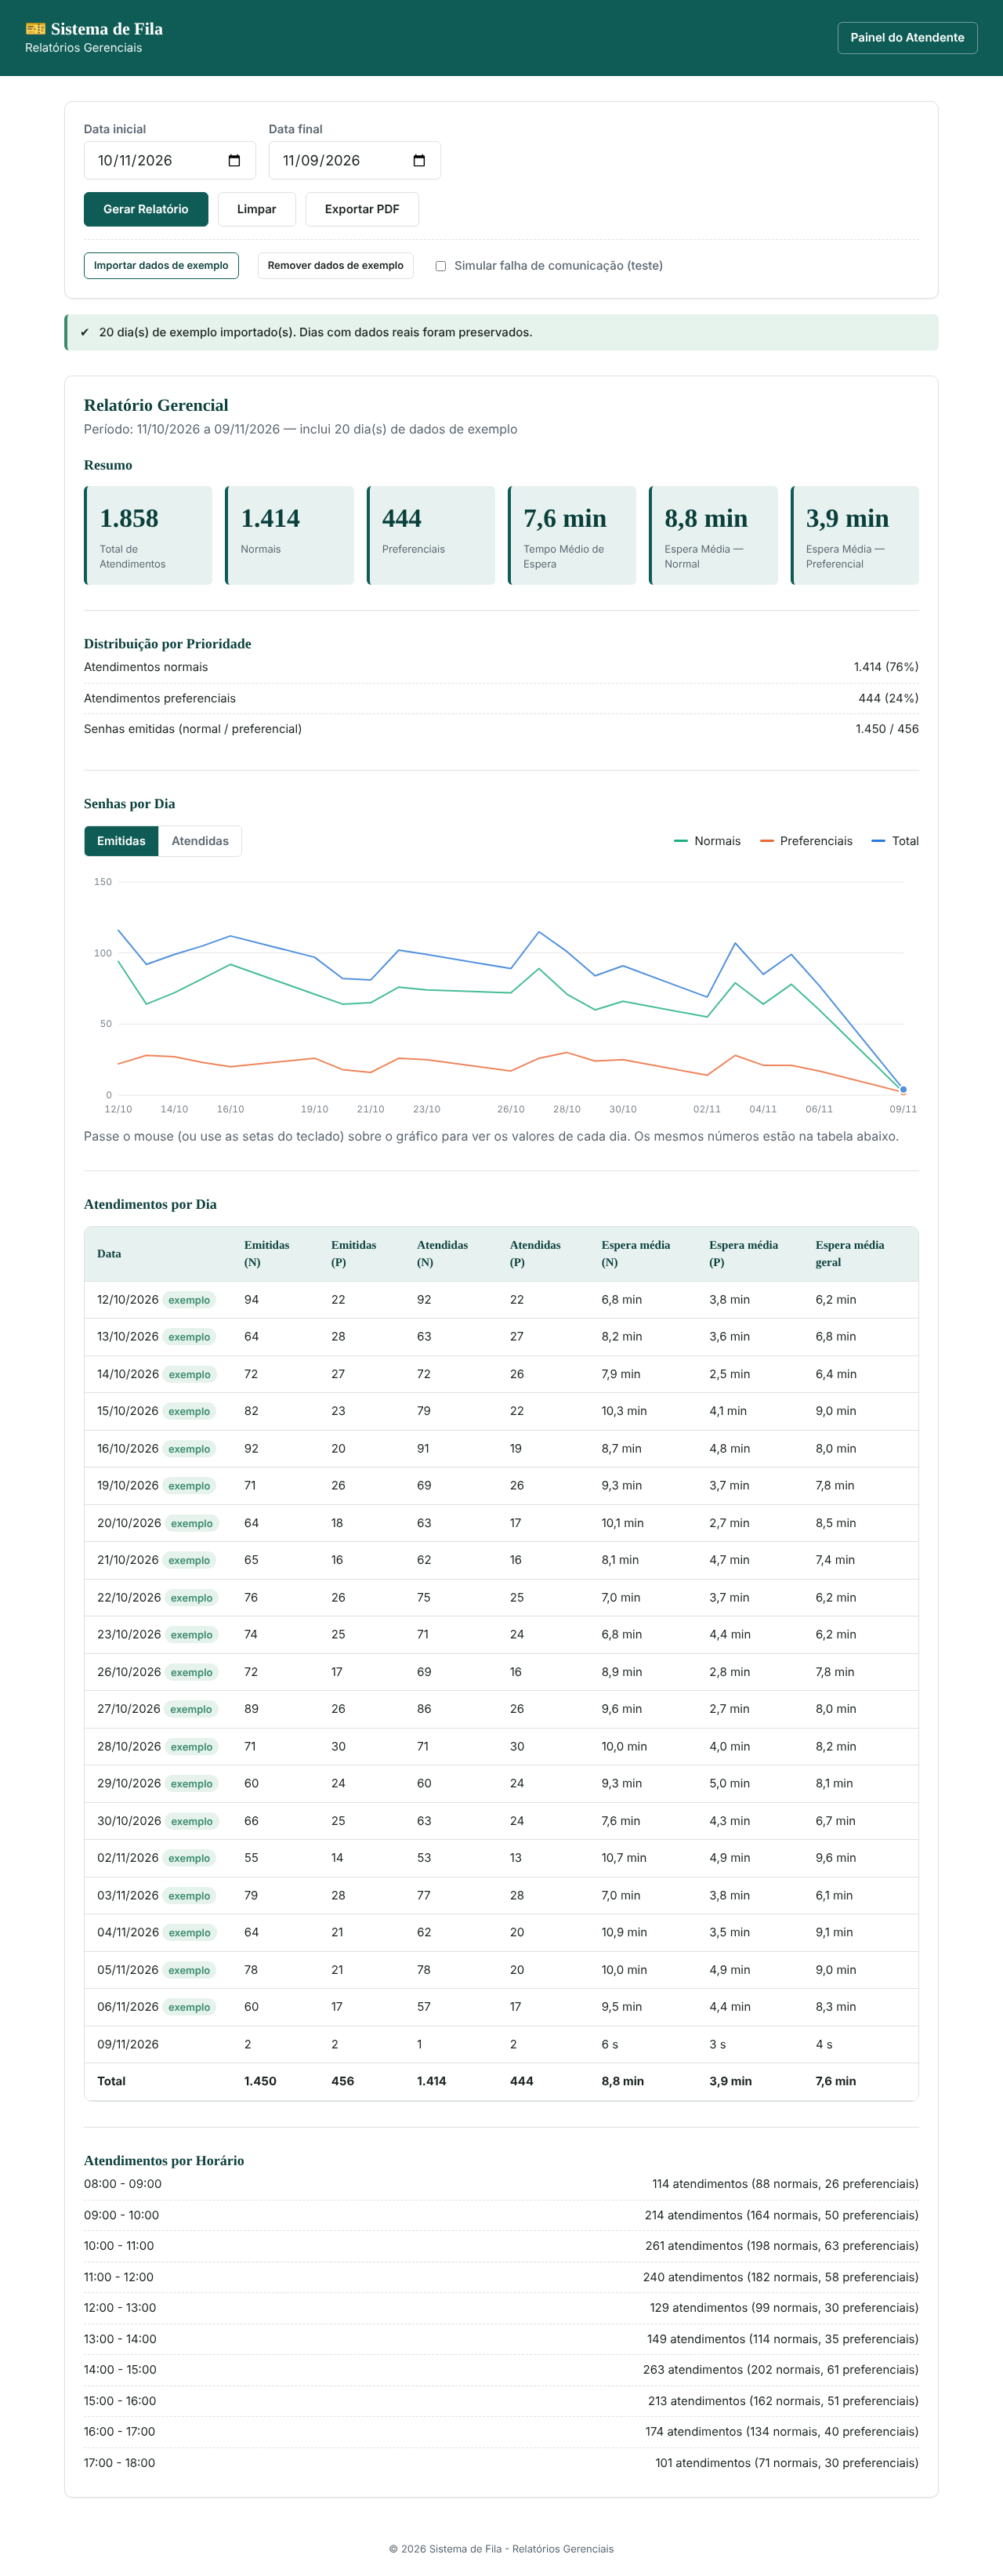 🎫 Sistema de Fila
Relatórios Gerenciais
Painel do Atendente
Data inicial
Data final
10/11/2026
11/09/2026
Gerar Relatório
Limpar
Exportar PDF
Importar dados de exemplo
Remover dados de exemplo
Simular falha de comunicação (teste)
✔ 20 dia(s) de exemplo importado(s). Dias com dados reais foram preservados.
Relatório Gerencial
Período: 11/10/2026 a 09/11/2026 — inclui 20 dia(s) de dados de exemplo
Resumo
1.858
Total de
Atendimentos
1.414
Normais
444
Preferenciais
7,6 min
Tempo Médio de
Espera
8,8 min
Espera Média —
Normal
3,9 min
Espera Média —
Preferencial
Distribuição por Prioridade
Atendimentos normais 1.414 (76%)
Atendimentos preferenciais 444 (24%)
Senhas emitidas (normal / preferencial) 1.450 / 456
Senhas por Dia
Emitidas Atendidas
Normais Preferenciais Total
150
100
50
0
12/10 14/10 16/10 19/10 21/10 23/10 26/10 28/10 30/10 02/11 04/11 06/11 09/11
Passe o mouse (ou use as setas do teclado) sobre o gráfico para ver os valores de cada dia. Os mesmos números estão na tabela abaixo.
Atendimentos por Dia
Data Emitidas (N) Emitidas (P) Atendidas (N) Atendidas (P) Espera média (N) Espera média (P) Espera média geral
12/10/2026 exemplo 94 22 92 22 6,8 min 3,8 min 6,2 min
13/10/2026 exemplo 64 28 63 27 8,2 min 3,6 min 6,8 min
14/10/2026 exemplo 72 27 72 26 7,9 min 2,5 min 6,4 min
15/10/2026 exemplo 82 23 79 22 10,3 min 4,1 min 9,0 min
16/10/2026 exemplo 92 20 91 19 8,7 min 4,8 min 8,0 min
19/10/2026 exemplo 71 26 69 26 9,3 min 3,7 min 7,8 min
20/10/2026 exemplo 64 18 63 17 10,1 min 2,7 min 8,5 min
21/10/2026 exemplo 65 16 62 16 8,1 min 4,7 min 7,4 min
22/10/2026 exemplo 76 26 75 25 7,0 min 3,7 min 6,2 min
23/10/2026 exemplo 74 25 71 24 6,8 min 4,4 min 6,2 min
26/10/2026 exemplo 72 17 69 16 8,9 min 2,8 min 7,8 min
27/10/2026 exemplo 89 26 86 26 9,6 min 2,7 min 8,0 min
28/10/2026 exemplo 71 30 71 30 10,0 min 4,0 min 8,2 min
29/10/2026 exemplo 60 24 60 24 9,3 min 5,0 min 8,1 min
30/10/2026 exemplo 66 25 63 24 7,6 min 4,3 min 6,7 min
02/11/2026 exemplo 55 14 53 13 10,7 min 4,9 min 9,6 min
03/11/2026 exemplo 79 28 77 28 7,0 min 3,8 min 6,1 min
04/11/2026 exemplo 64 21 62 20 10,9 min 3,5 min 9,1 min
05/11/2026 exemplo 78 21 78 20 10,0 min 4,9 min 9,0 min
06/11/2026 exemplo 60 17 57 17 9,5 min 4,4 min 8,3 min
09/11/2026 2 2 1 2 6 s 3 s 4 s
Total 1.450 456 1.414 444 8,8 min 3,9 min 7,6 min
Atendimentos por Horário
08:00 - 09:00 114 atendimentos (88 normais, 26 preferenciais)
09:00 - 10:00 214 atendimentos (164 normais, 50 preferenciais)
10:00 - 11:00 261 atendimentos (198 normais, 63 preferenciais)
11:00 - 12:00 240 atendimentos (182 normais, 58 preferenciais)
12:00 - 13:00 129 atendimentos (99 normais, 30 preferenciais)
13:00 - 14:00 149 atendimentos (114 normais, 35 preferenciais)
14:00 - 15:00 263 atendimentos (202 normais, 61 preferenciais)
15:00 - 16:00 213 atendimentos (162 normais, 51 preferenciais)
16:00 - 17:00 174 atendimentos (134 normais, 40 preferenciais)
17:00 - 18:00 101 atendimentos (71 normais, 30 preferenciais)
© 2026 Sistema de Fila - Relatórios Gerenciais